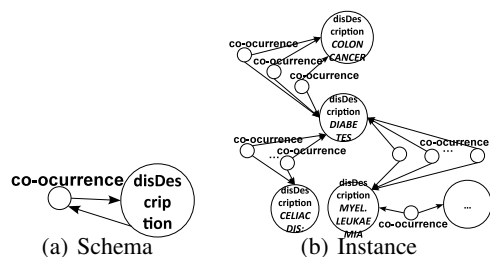 co-ocurrence
disDes
crip
tion
(a) Schema
co-ocurrence
co-ocurrence
co-ocurrence
disDes
cription
COLON
CANCER
disDes
cription
DIABE
TES
co-ocurrence
...
co-ocurrence
co-ocurrence
...
disDes
cription
CELIAC
DIS:
disDes
cription
MYEL.
LEUKAE
MIA
co-ocurrence
...
(b) Instance